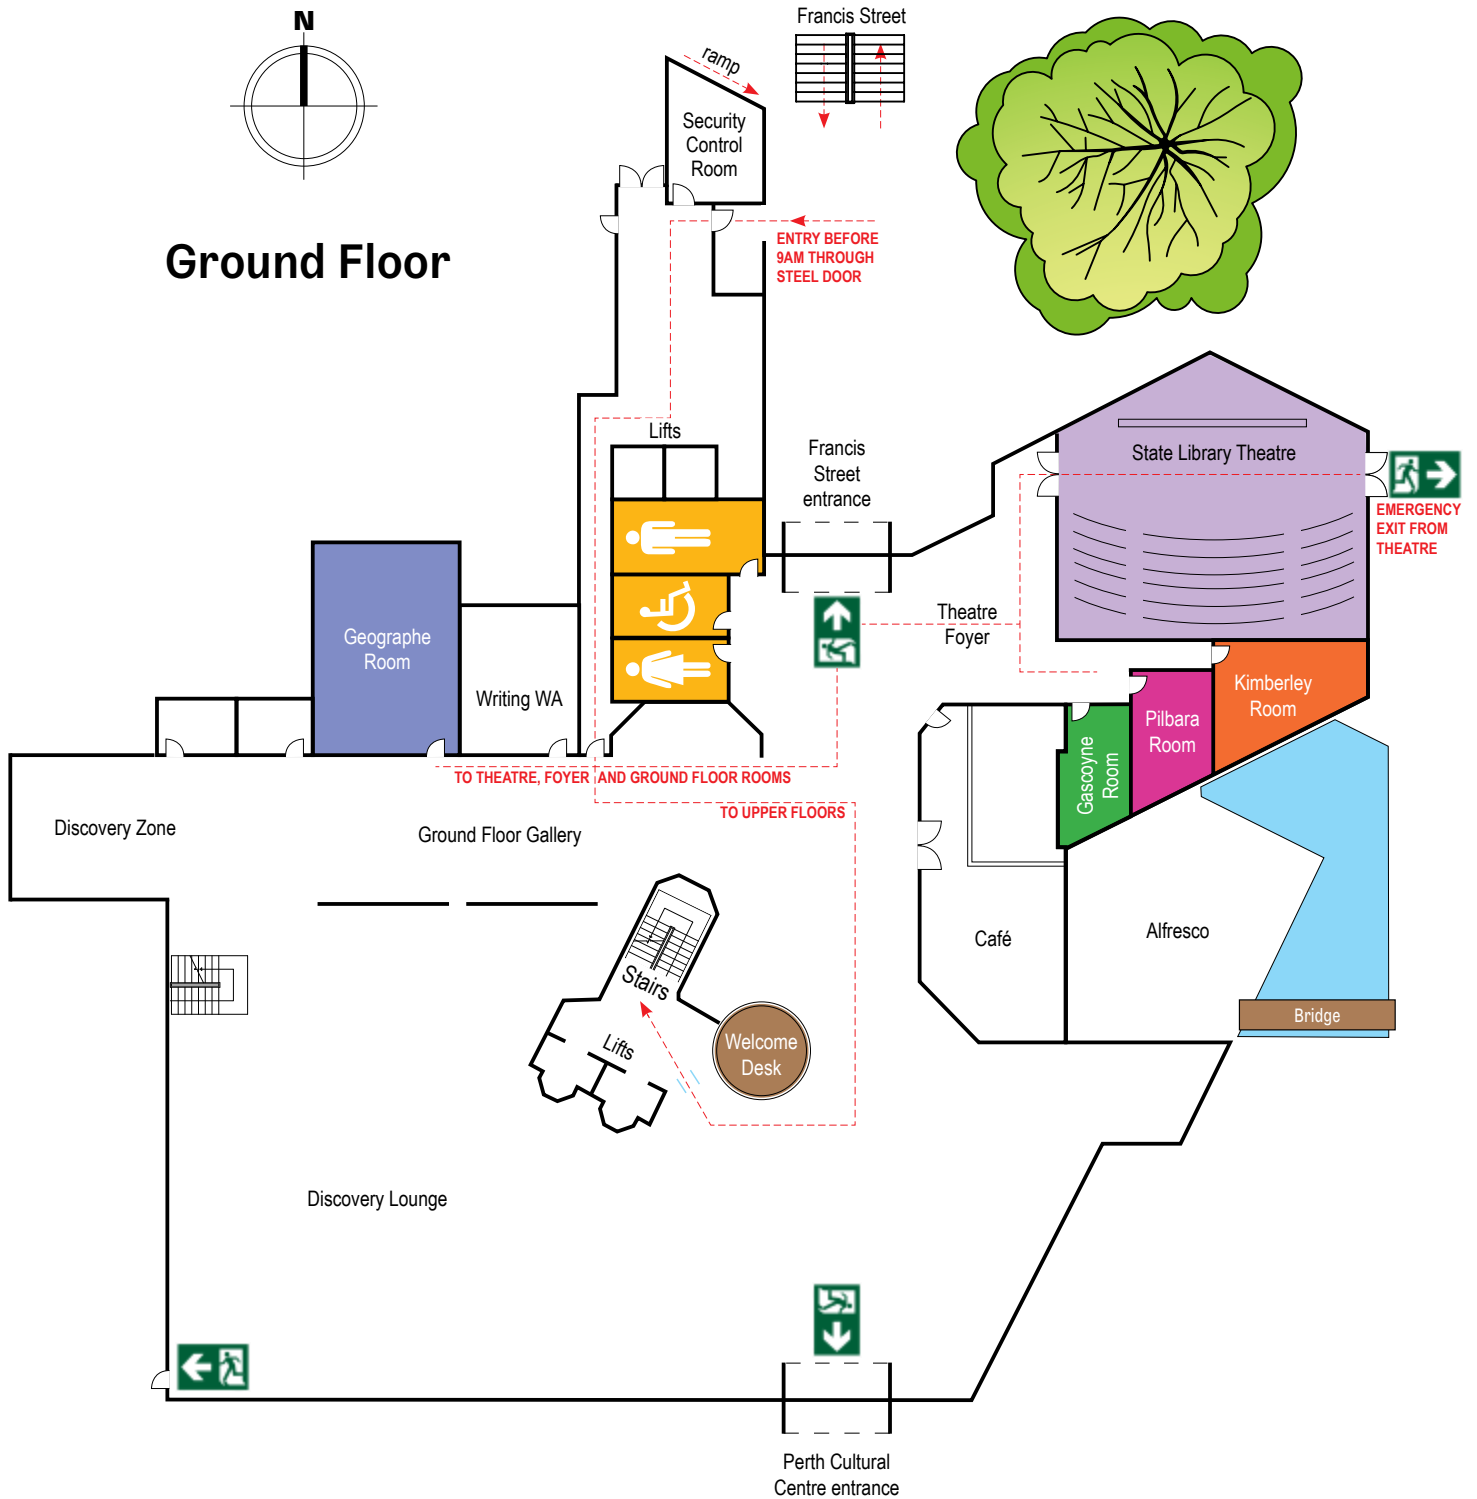 N
Francis Street
ramp
Security
Control
Room
Ground Floor
ENTRY BEFORE
9AM THROUGH
STEEL DOOR
Lifts
Francis
Street
entrance
State Library Theatre
EMERGENCY
EXIT FROM
THEATRE
Theatre
Foyer
Geographe
Room
Writing WA
Kimberley
Room
Pilbara
Room
Gascoyne
Room
TO THEATRE, FOYER AND GROUND FLOOR ROOMS
TO UPPER FLOORS
Discovery Zone
Ground Floor Gallery
Café
Alfresco
Stairs
Bridge
Welcome
Desk
Lifts
Discovery Lounge
Perth Cultural
Centre entrance